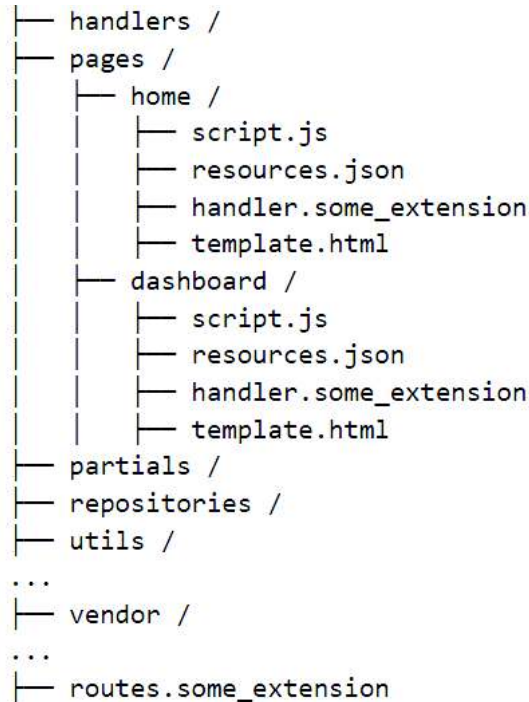 ├── handlers /
├── pages /
│   ├── home /
│   │   ├── script.js
│   │   ├── resources.json
│   │   ├── handler.some_extension
│   │   ├── template.html
│   ├── dashboard /
│   │   ├── script.js
│   │   ├── resources.json
│   │   ├── handler.some_extension
│   │   ├── template.html
├── partials /
├── repositories /
├── utils /
...
├── vendor /
...
├── routes.some_extension